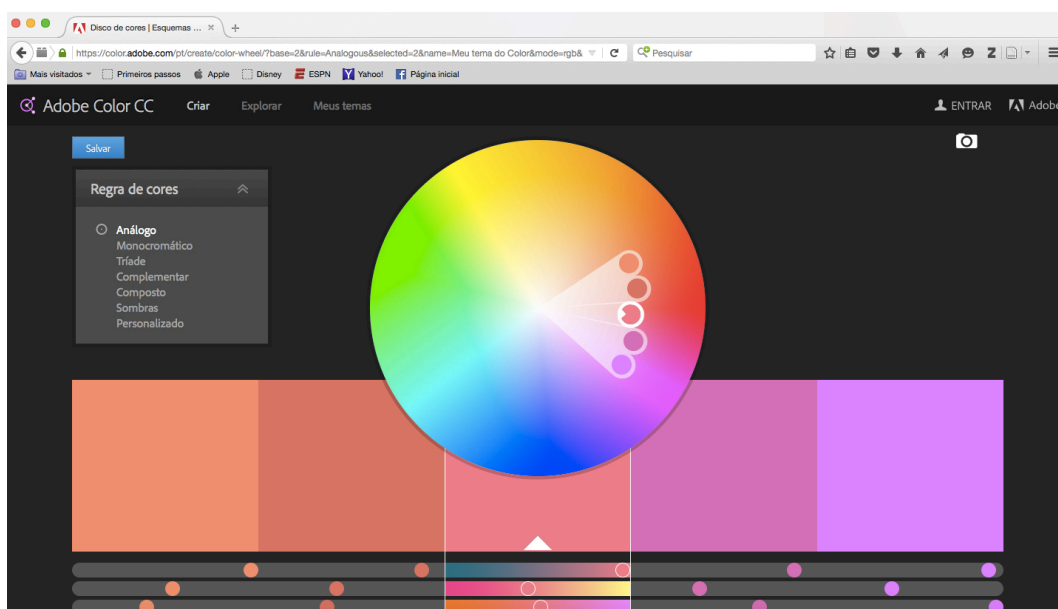 Disco de cores | Esquemas ...
https://color.adobe.com/pt/create/color-wheel/?base=2&rule=Analogous&selected=2&name=Meu tema do Color&mode=rgb&
Pesquisar
Mais visitados
Primeiros passos
Apple
Disney
ESPN
Yahoo!
Página inicial
Adobe Color CC
Criar
Explorar
Meus temas
ENTRAR
Adobe
Salvar
Regra de cores
Análogo
Monocromático
Tríade
Complementar
Composto
Sombras
Personalizado